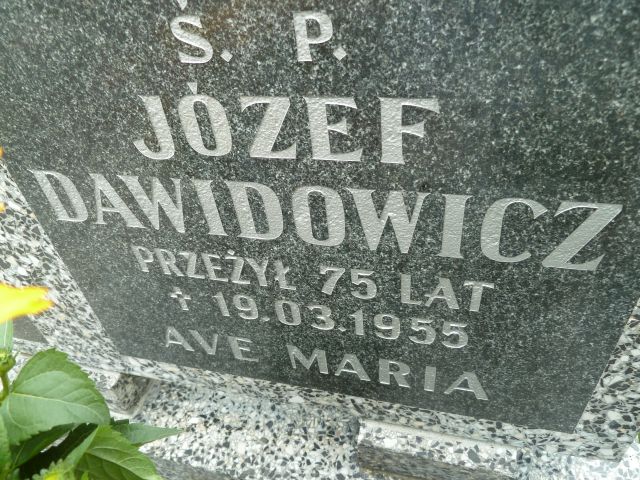 Ś. P.
JÓZEF
DAWIDOWICZ
PRZEŻYŁ 75 LAT
✝ 19.03.1955
AVE MARIA